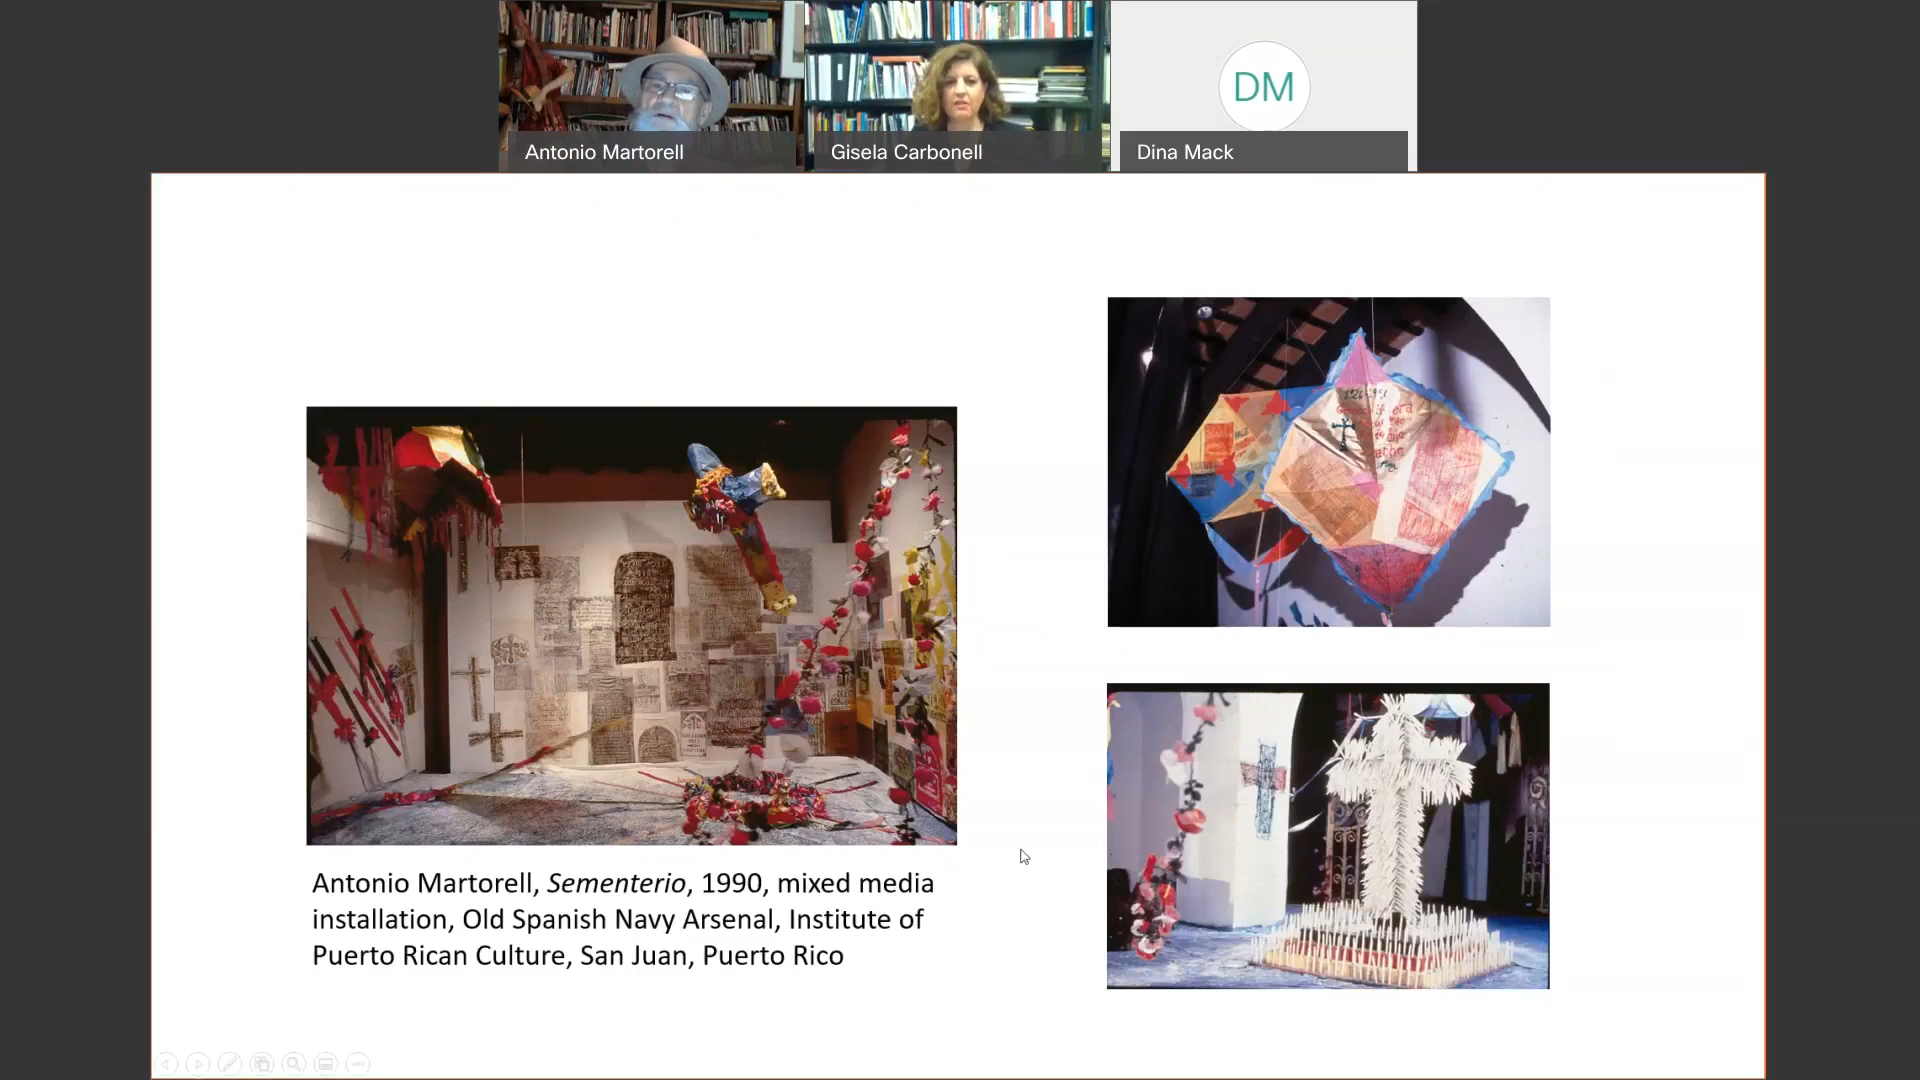 Antonio Martorell
Gisela Carbonell
DM
Dina Mack
Antonio Martorell, Sementerio, 1990, mixed media
installation, Old Spanish Navy Arsenal, Institute of
Puerto Rican Culture, San Juan, Puerto Rico